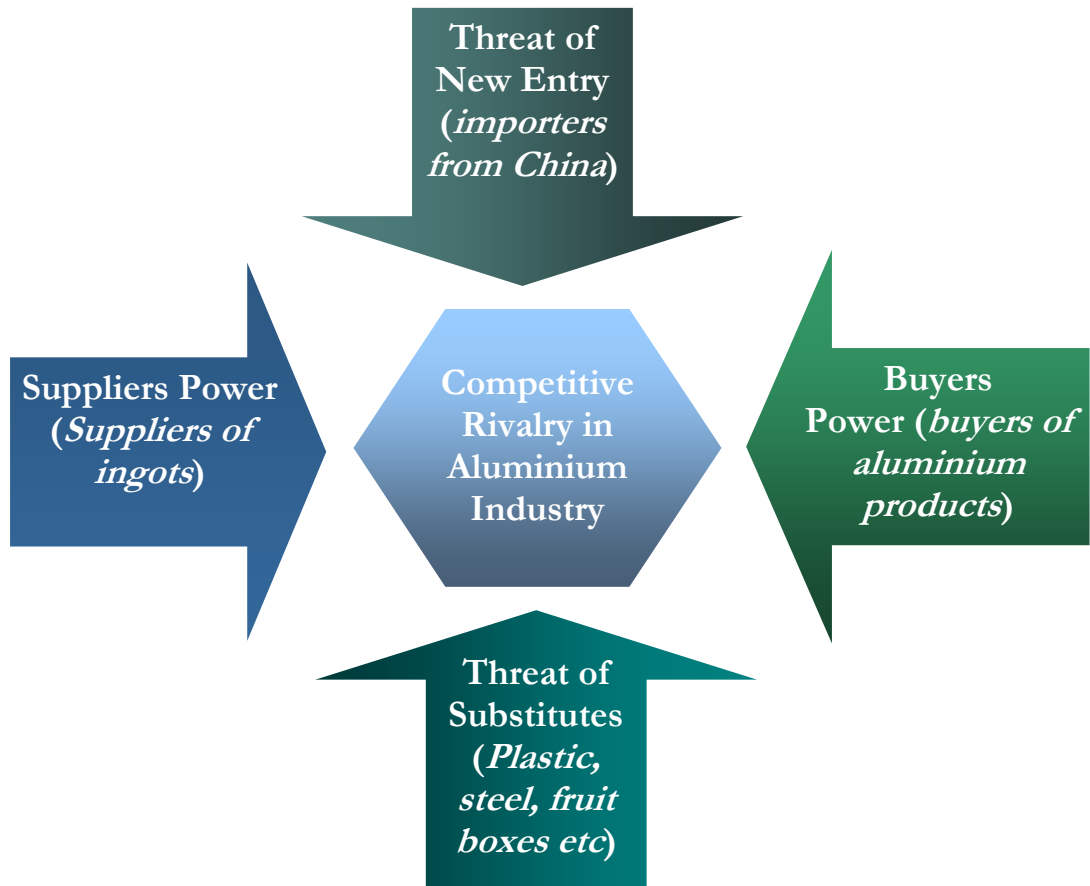 Threat of
New Entry
(importers
from China)
Suppliers Power
(Suppliers of
ingots)
Competitive
Rivalry in
Aluminium
Industry
Buyers
Power (buyers of
aluminium
products)
Threat of
Substitutes
(Plastic,
steel, fruit
boxes etc)